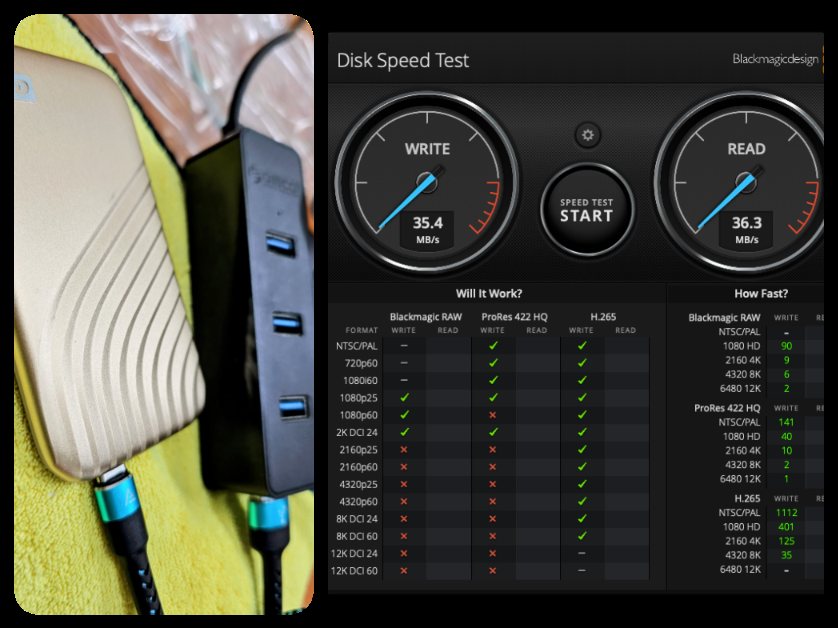 Disk Speed Test
Blackmagicdesign
WRITE
35.4
MB/s
SPEED TEST
START
READ
36.3
MB/s
Will It Work?
Blackmagic RAW ProRes 422 HQ H.265
FORMAT WRITE READ WRITE READ WRITE READ
NTSC/PAL – ✓ ✓
720p60 – ✓ ✓
1080i60 – ✓ ✓
1080p25 ✓ ✓ ✓
1080p60 ✓ ✗ ✓
2K DCI 24 ✓ ✓ ✓
2160p25 ✗ ✗ ✓
2160p60 ✗ ✗ ✓
4320p25 ✗ ✗ ✓
4320p60 ✗ ✗ ✓
8K DCI 24 ✗ ✗ ✓
8K DCI 60 ✗ ✗ ✓
12K DCI 24 ✗ ✗ –
12K DCI 60 ✗ ✗ –
How Fast?
Blackmagic RAW WRITE
NTSC/PAL –
1080 HD 90
2160 4K 9
4320 8K 6
6480 12K 2
ProRes 422 HQ WRITE
NTSC/PAL 141
1080 HD 40
2160 4K 10
4320 8K 2
6480 12K 1
H.265 WRITE
NTSC/PAL 1112
1080 HD 401
2160 4K 125
4320 8K 35
6480 12K –